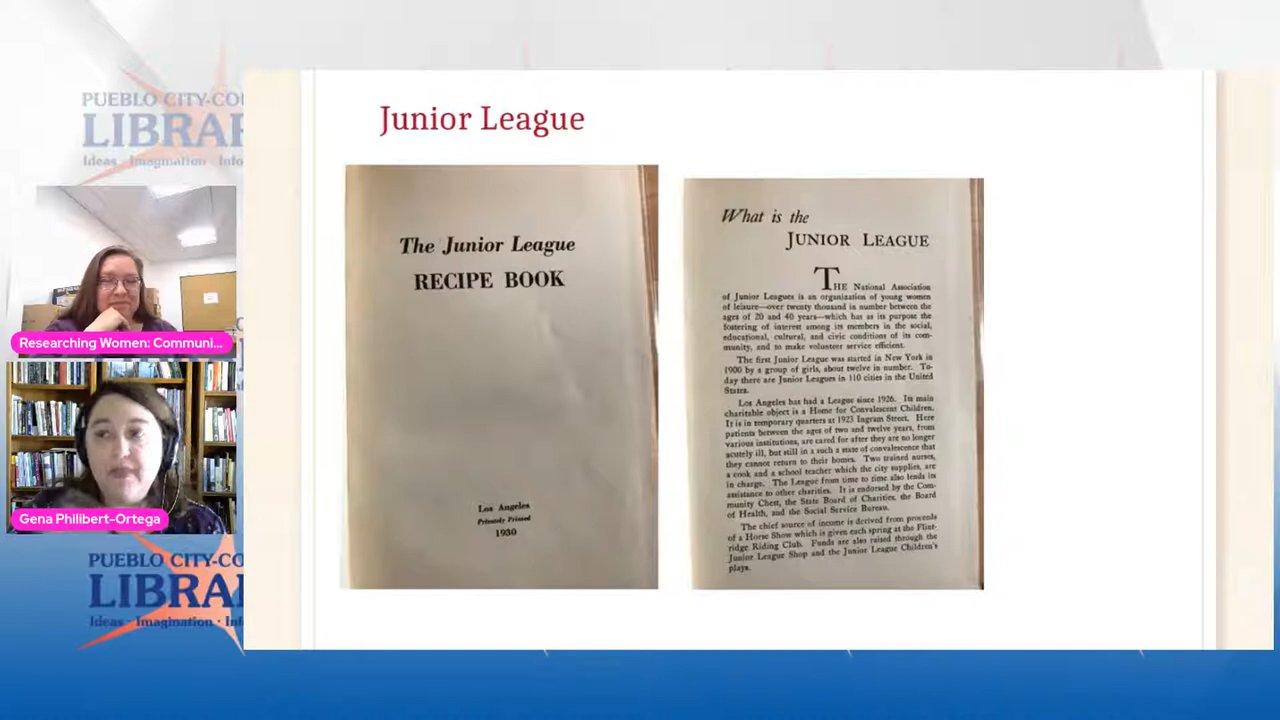 PUEBLO CITY-COU
LIBRAR
Ideas · Imagination · Info
Researching Women: Communi...
Gena Philibert-Ortega
PUEBLO CITY-CO
LIBRA
Ideas · Imagination · Inf
Junior League
The Junior League
RECIPE BOOK
Los Angeles
Privately Printed
1930
What is the
JUNIOR LEAGUE
THE National Association
of Junior Leagues is an organization of young women
of leisure—over twenty thousand in number between the
ages of 20 and 40 years—which has as its purpose the
fostering of interest among its members in the social,
educational, cultural, and civic conditions of its com-
munity, and to make volunteer service efficient.
The first Junior League was started in New York in
1900 by a group of girls, about twelve in number. To-
day there are Junior Leagues in 110 cities in the United
States.
Los Angeles has had a League since 1926. Its main
charitable object is a Home for Convalescent Children.
It is in temporary quarters at 1923 Ingram Street. Here
patients between the ages of two and twelve years, from
various institutions, are cared for after they are no longer
acutely ill, but still in a such a state of convalescence that
they cannot return to their homes. Two trained nurses,
a cook and a school teacher which the city supplies, are
in charge. The League from time to time also lends its
assistance to other charities. It is endorsed by the Com-
munity Chest, the State Board of Charities, the Board
of Health, and the Social Service Bureau.
The chief source of income is derived from proceeds
of a Horse Show which is given each spring at the Flint-
ridge Riding Club. Funds are also raised through the
Junior League Shop and the Junior League Children's
plays.